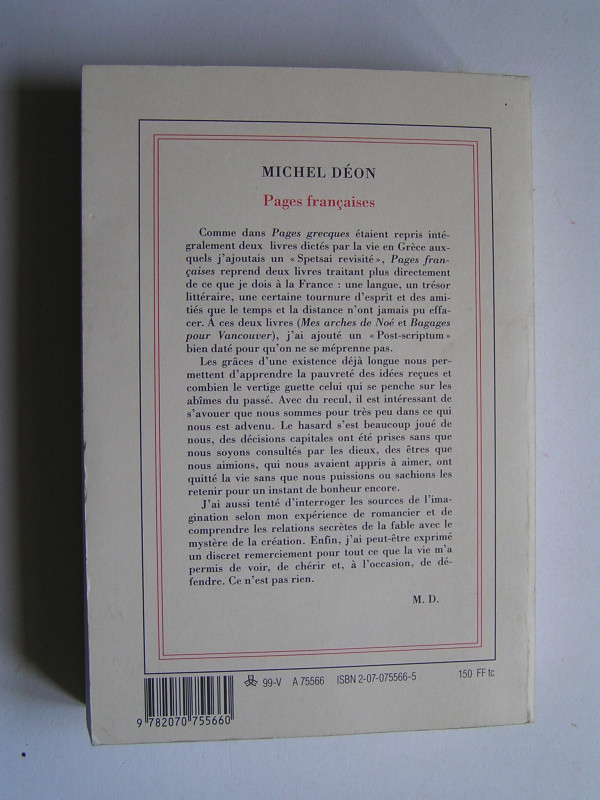 MICHEL DÉON
Pages françaises
Comme dans Pages grecques étaient repris inté-
gralement deux livres dictés par la vie en Grèce aux-
quels j'ajoutais un « Spetsai revisité », Pages fran-
çaises reprend deux livres traitant plus directement
de ce que je dois à la France : une langue, un trésor
littéraire, une certaine tournure d'esprit et des ami-
tiés que le temps et la distance n'ont jamais pu effa-
cer. A ces deux livres (Mes arches de Noé et Bagages
pour Vancouver), j'ai ajouté un « Post-scriptum »
bien daté pour qu'on ne se méprenne pas.
Les grâces d'une existence déjà longue nous per-
mettent d'apprendre la pauvreté des idées reçues et
combien le vertige guette celui qui se penche sur les
abîmes du passé. Avec du recul, il est intéressant de
s'avouer que nous sommes pour très peu dans ce qui
nous est advenu. Le hasard s'est beaucoup joué de
nous, des décisions capitales ont été prises sans que
nous soyons consultés par les dieux, des êtres que
nous aimions, qui nous avaient appris à aimer, ont
quitté la vie sans que nous puissions ou sachions les
retenir pour un instant de bonheur encore.
J'ai aussi tenté d'interroger les sources de l'ima-
gination selon mon expérience de romancier et de
comprendre les relations secrètes de la fable avec le
mystère de la création. Enfin, j'ai peut-être exprimé
un discret remerciement pour tout ce que la vie m'a
permis de voir, de chérir et, à l'occasion, de dé-
fendre. Ce n'est pas rien.
M. D.
99-V A 75566 ISBN 2-07-075566-5 150 FF tc
9 782070 755660